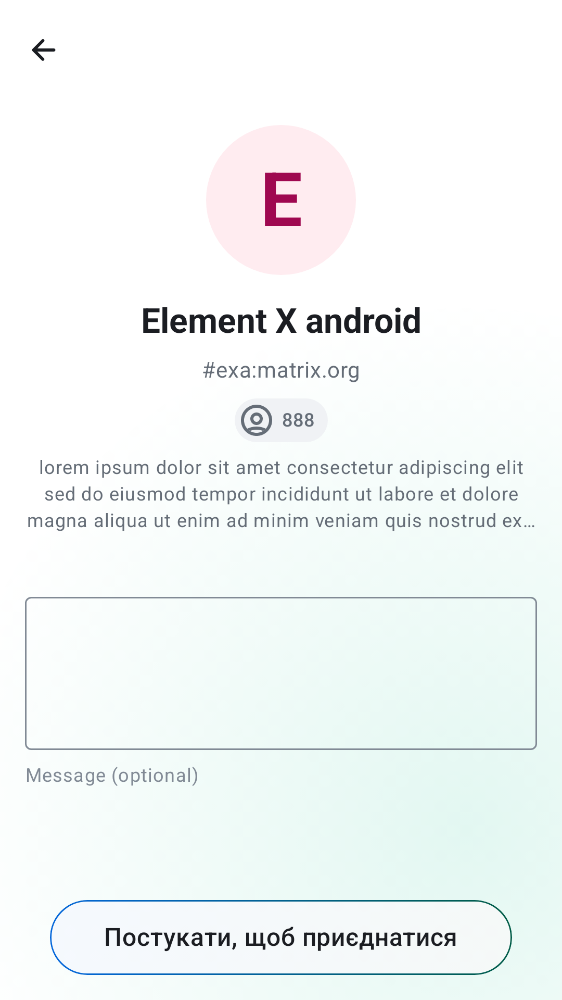 E
Element X android
#exa:matrix.org
888
lorem ipsum dolor sit amet consectetur adipiscing elit
sed do eiusmod tempor incididunt ut labore et dolore
magna aliqua ut enim ad minim veniam quis nostrud ex…
Message (optional)
Постукати, щоб приєднатися